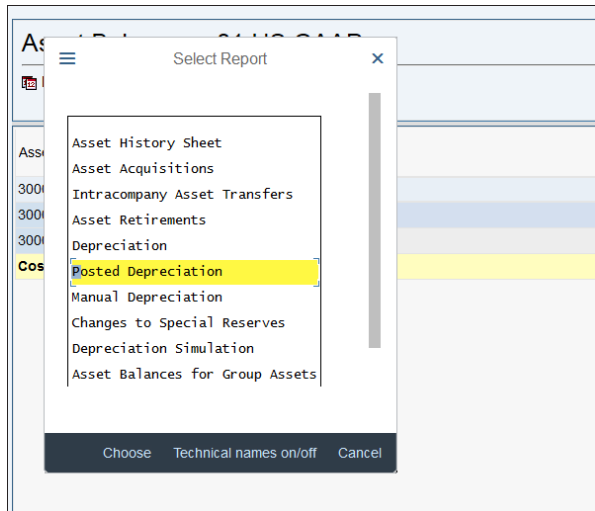 Select Report
Asset History Sheet
Asset Acquisitions
Intracompany Asset Transfers
Asset Retirements
Depreciation
Posted Depreciation
Manual Depreciation
Changes to Special Reserves
Depreciation Simulation
Asset Balances for Group Assets
Choose Technical names on/off Cancel